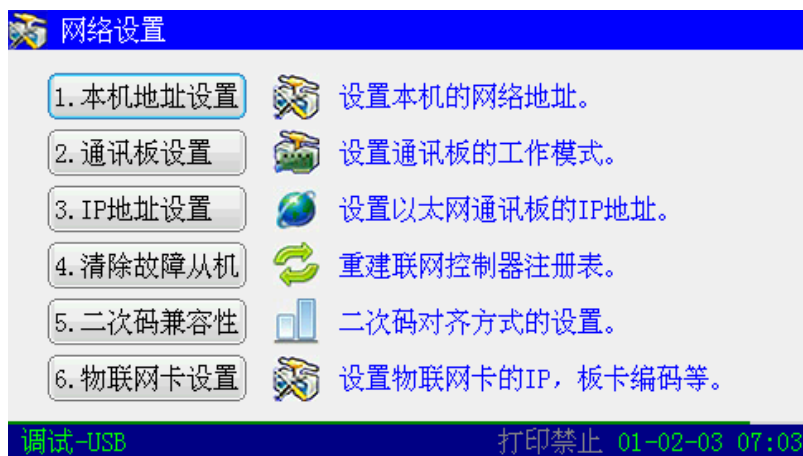 网络设置
1.本机地址设置 设置本机的网络地址。
2.通讯板设置 设置通讯板的工作模式。
3.IP地址设置 设置以太网通讯板的IP地址。
4.清除故障从机 重建联网控制器注册表。
5.二次码兼容性 二次码对齐方式的设置。
6.物联网卡设置 设置物联网卡的IP，板卡编码等。
调试-USB 打印禁止 01-02-03 07:03